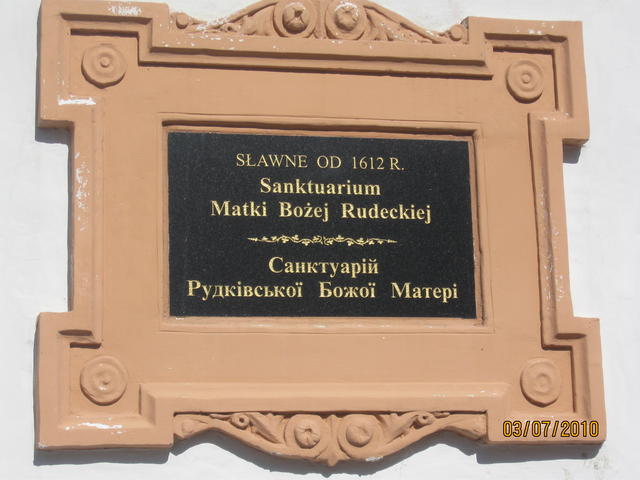 SŁAWNE OD 1612 R.
Sanktuarium
Matki Bożej Rudeckiej
Санктуарій
Рудківської Божої Матері
03/07/2010